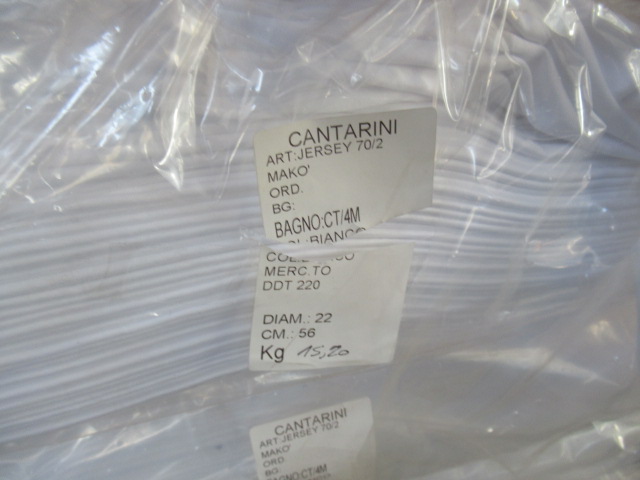 CANTARINI
ART:JERSEY 70/2
MAKO'
ORD.
BG:
BAGNO:CT/4M
MERC.TO
DDT 220
DIAM.: 22
CM.: 56
Kg 15,20
CANTARINI
ART:JERSEY 70/2
MAKO'
ORD.
BG:
BAGNO:CT/4M